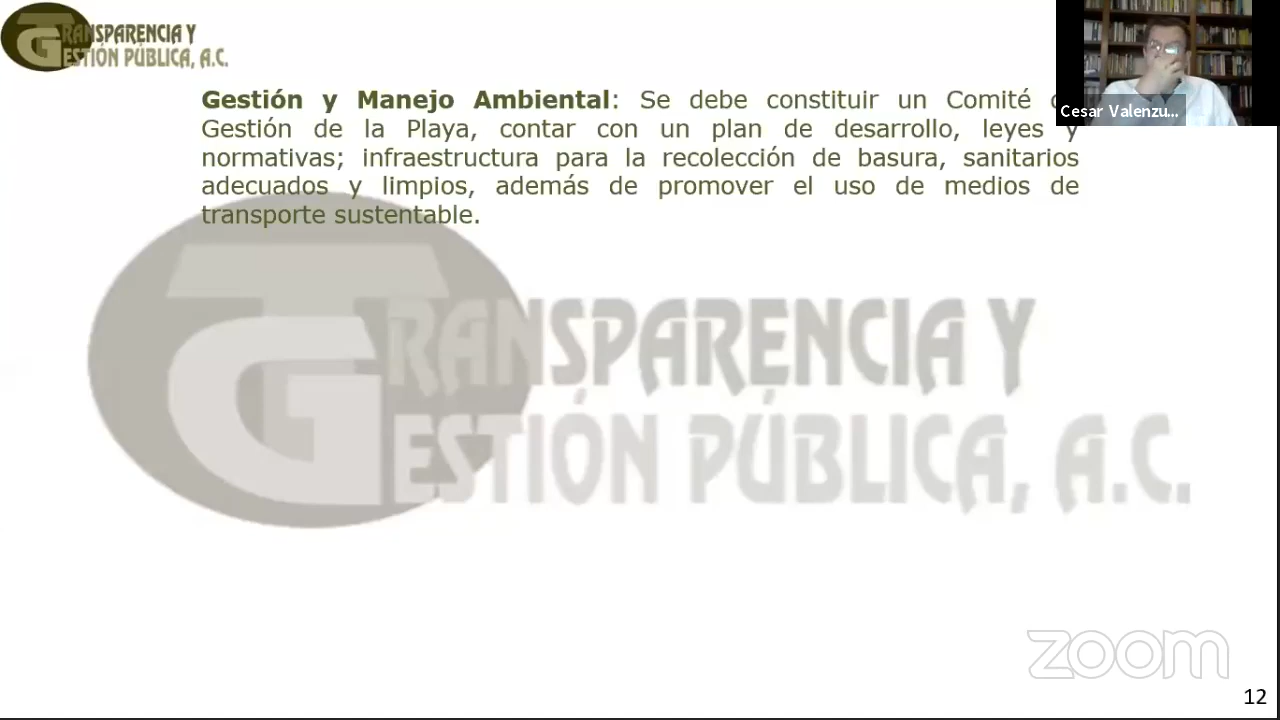 TRANSPARENCIA Y
GESTIÓN PÚBLICA, A.C.
Cesar Valenzu...
Gestión y Manejo Ambiental: Se debe constituir un Comité
Gestión de la Playa, contar con un plan de desarrollo, leyes y
normativas; infraestructura para la recolección de basura, sanitarios
adecuados y limpios, además de promover el uso de medios de
transporte sustentable.
TRANSPARENCIA Y
GESTIÓN PÚBLICA, A.C.
zoom
12